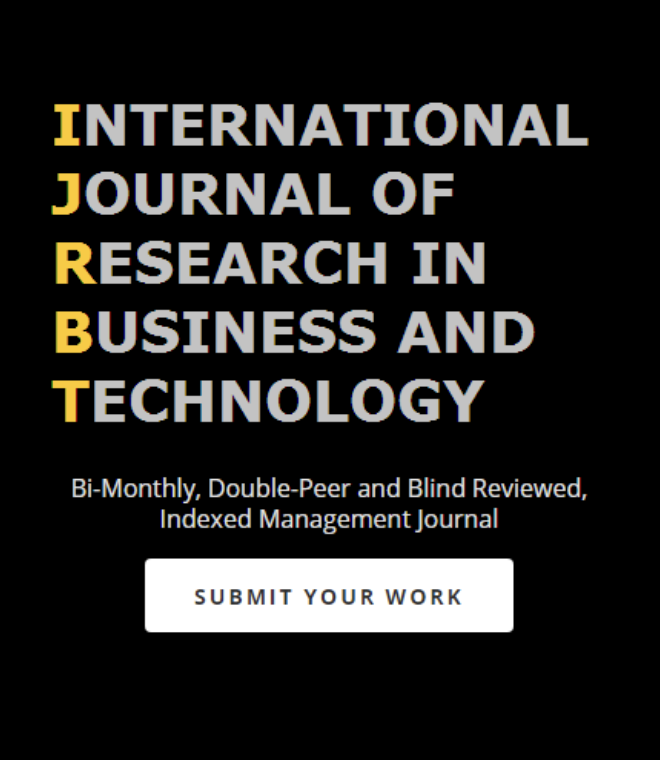 INTERNATIONAL
JOURNAL OF
RESEARCH IN
BUSINESS AND
TECHNOLOGY
Bi-Monthly, Double-Peer and Blind Reviewed,
Indexed Management Journal
SUBMIT YOUR WORK